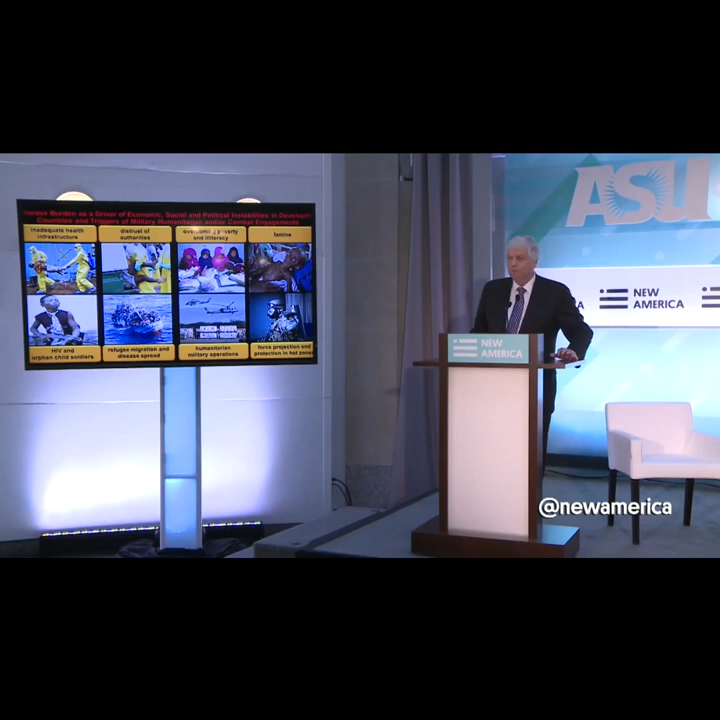 Disease Burden as a Driver of Economic, Social and Political Instabilities in Developing
Countries and Triggers of Military Humanitarian and/or Combat Engagements
inadequate health
infrastructure
distrust of
authorities
overcoming poverty
and illiteracy
famine
HIV and
orphan child soldiers
refugee migration and
disease spread
humanitarian
military operations
force projection and
protection in hot zones
ASU
NEW
AMERICA
NEW
AMERICA
@newamerica